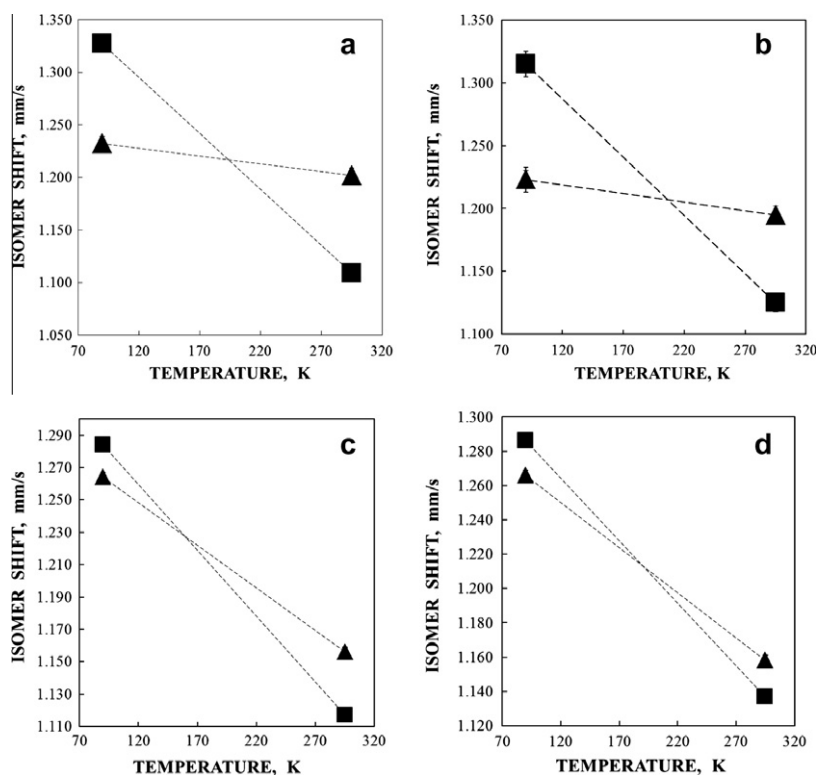 a
1.350
1.300
1.250
1.200
1.150
1.100
1.050
ISOMER SHIFT, mm/s
70 120 170 220 270 320
TEMPERATURE, K
b
1.350
1.300
1.250
1.200
1.150
1.100
ISOMER SHIFT, mm/s
70 120 170 220 270 320
TEMPERATURE, K
c
1.290
1.270
1.250
1.230
1.210
1.190
1.170
1.150
1.130
1.110
ISOMER SHIFT, mm/s
70 120 170 220 270 320
TEMPERATURE, K
d
1.300
1.280
1.260
1.240
1.220
1.200
1.180
1.160
1.140
1.120
ISOMER SHIFT, mm/s
70 120 170 220 270 320
TEMPERATURE, K